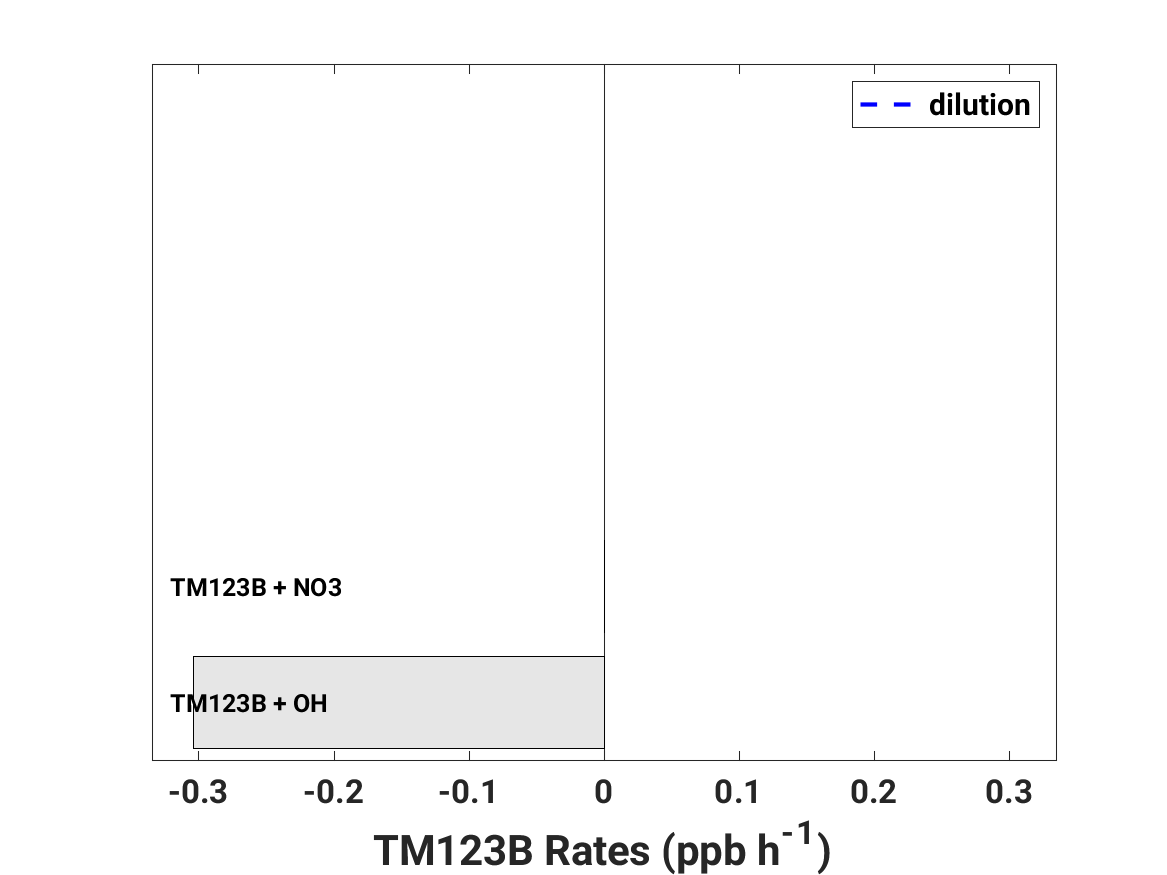 dilution
TM123B + NO3
TM123B + OH
-0.3 -0.2 -0.1 0 0.1 0.2 0.3
TM123B Rates (ppb h⁻¹)